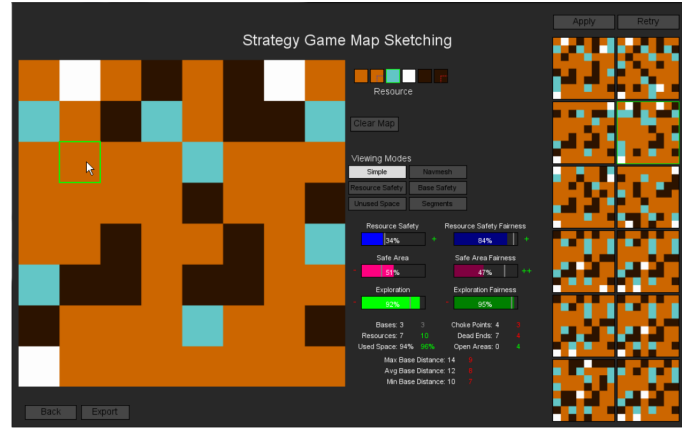 Apply Retry
Strategy Game Map Sketching
Resource
Clear Map
Viewing Modes
Simple Navmesh
Resource Safety Base Safety
Unused Space Segments
Resource Safety Resource Safety Fairness
34% + 84% +
Safe Area Safe Area Fairness
- 51% - 47% ++
Exploration Exploration Fairness
- 92% - 95%
Bases: 3 3 Choke Points: 4 3
Resources: 7 10 Dead Ends: 7 4
Used Space: 94% 96% Open Areas: 0 4
Max Base Distance: 14 9
Avg Base Distance: 12 8
Min Base Distance: 10 7
Back Export